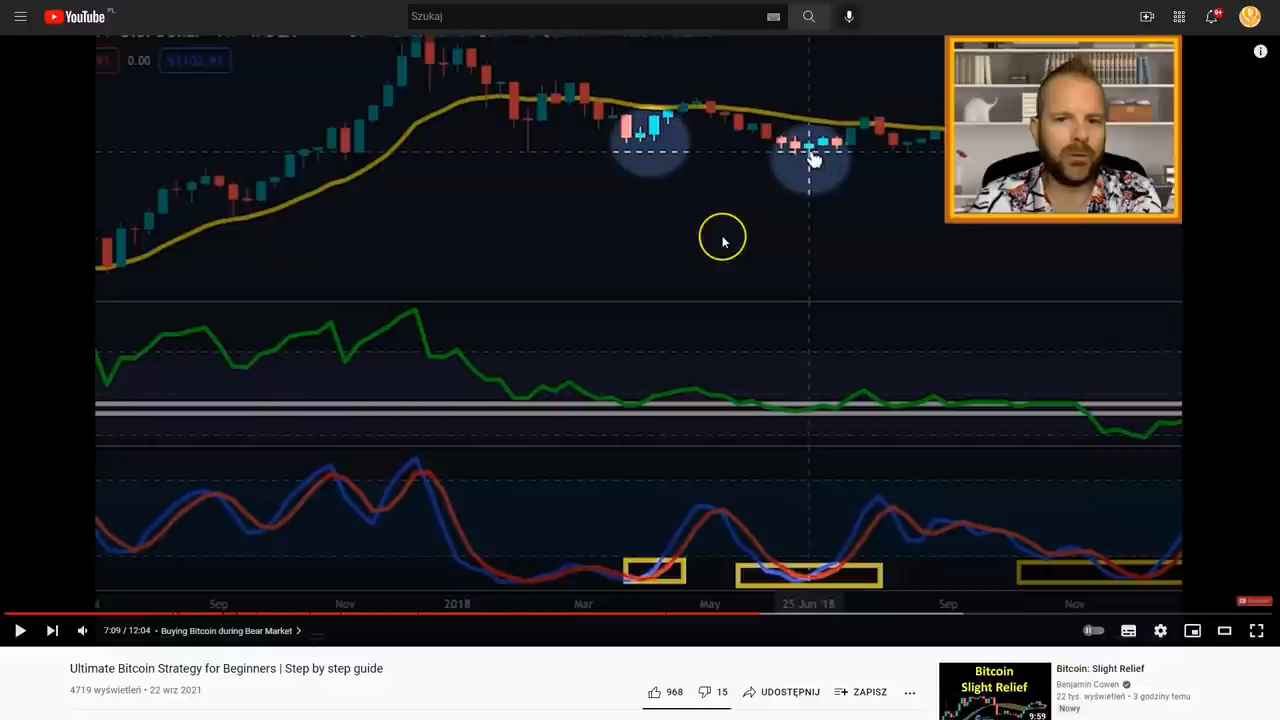 YouTube PL
Szukaj
9+
91 0.00
Sep Nov 2018 Mar May 25 Jun '18 Sep Nov
7:09 / 12:04 • Buying Bitcoin during Bear Market
Ultimate Bitcoin Strategy for Beginners | Step by step guide
4719 wyświetleń • 22 wrz 2021
968 15 UDOSTĘPNIJ ZAPISZ
Bitcoin
Slight Relief
9:59
Bitcoin: Slight Relief
Benjamin Cowen
22 tys. wyświetleń • 3 godziny temu
Nowy